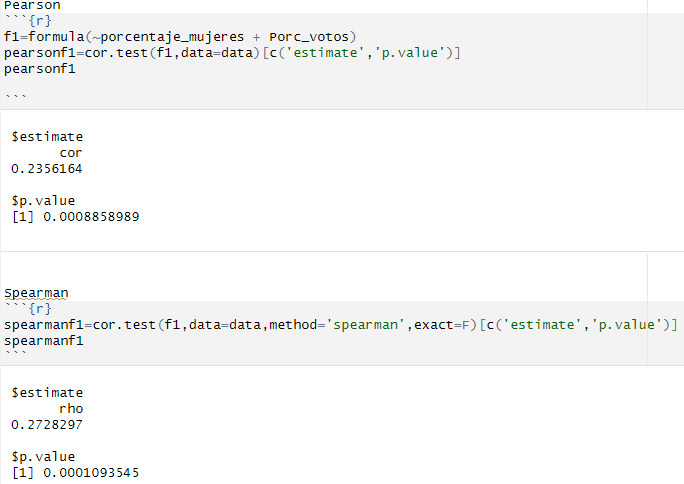 Pearson
```{r}
f1=formula(~porcentaje_mujeres + Porc_votos)
pearsonf1=cor.test(f1,data=data)[c('estimate','p.value')]
pearsonf1
```
$estimate
cor
0.2356164
$p.value
[1] 0.0008858989
Spearman
```{r}
spearmanf1=cor.test(f1,data=data,method='spearman',exact=F)[c('estimate','p.value')]
spearmanf1
```
$estimate
rho
0.2728297
$p.value
[1] 0.0001093545